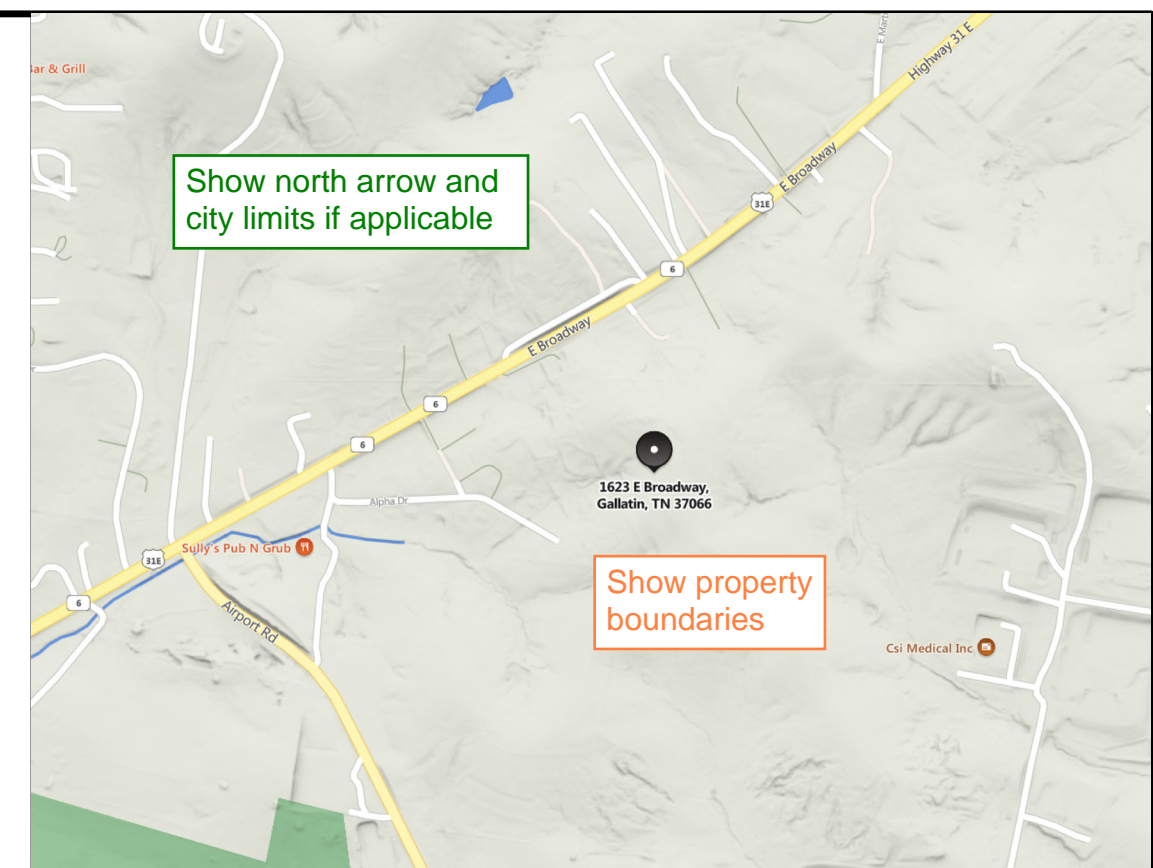 E Mart
Highway 31 E
Bar & Grill
Show north arrow and
city limits if applicable
E Broadway
31E
6
E Broadway
6
6
1623 E Broadway,
Gallatin, TN 37066
Alpha Dr
Sully's Pub N Grub
31E
Show property
boundaries
6
Airport Rd
Csi Medical Inc